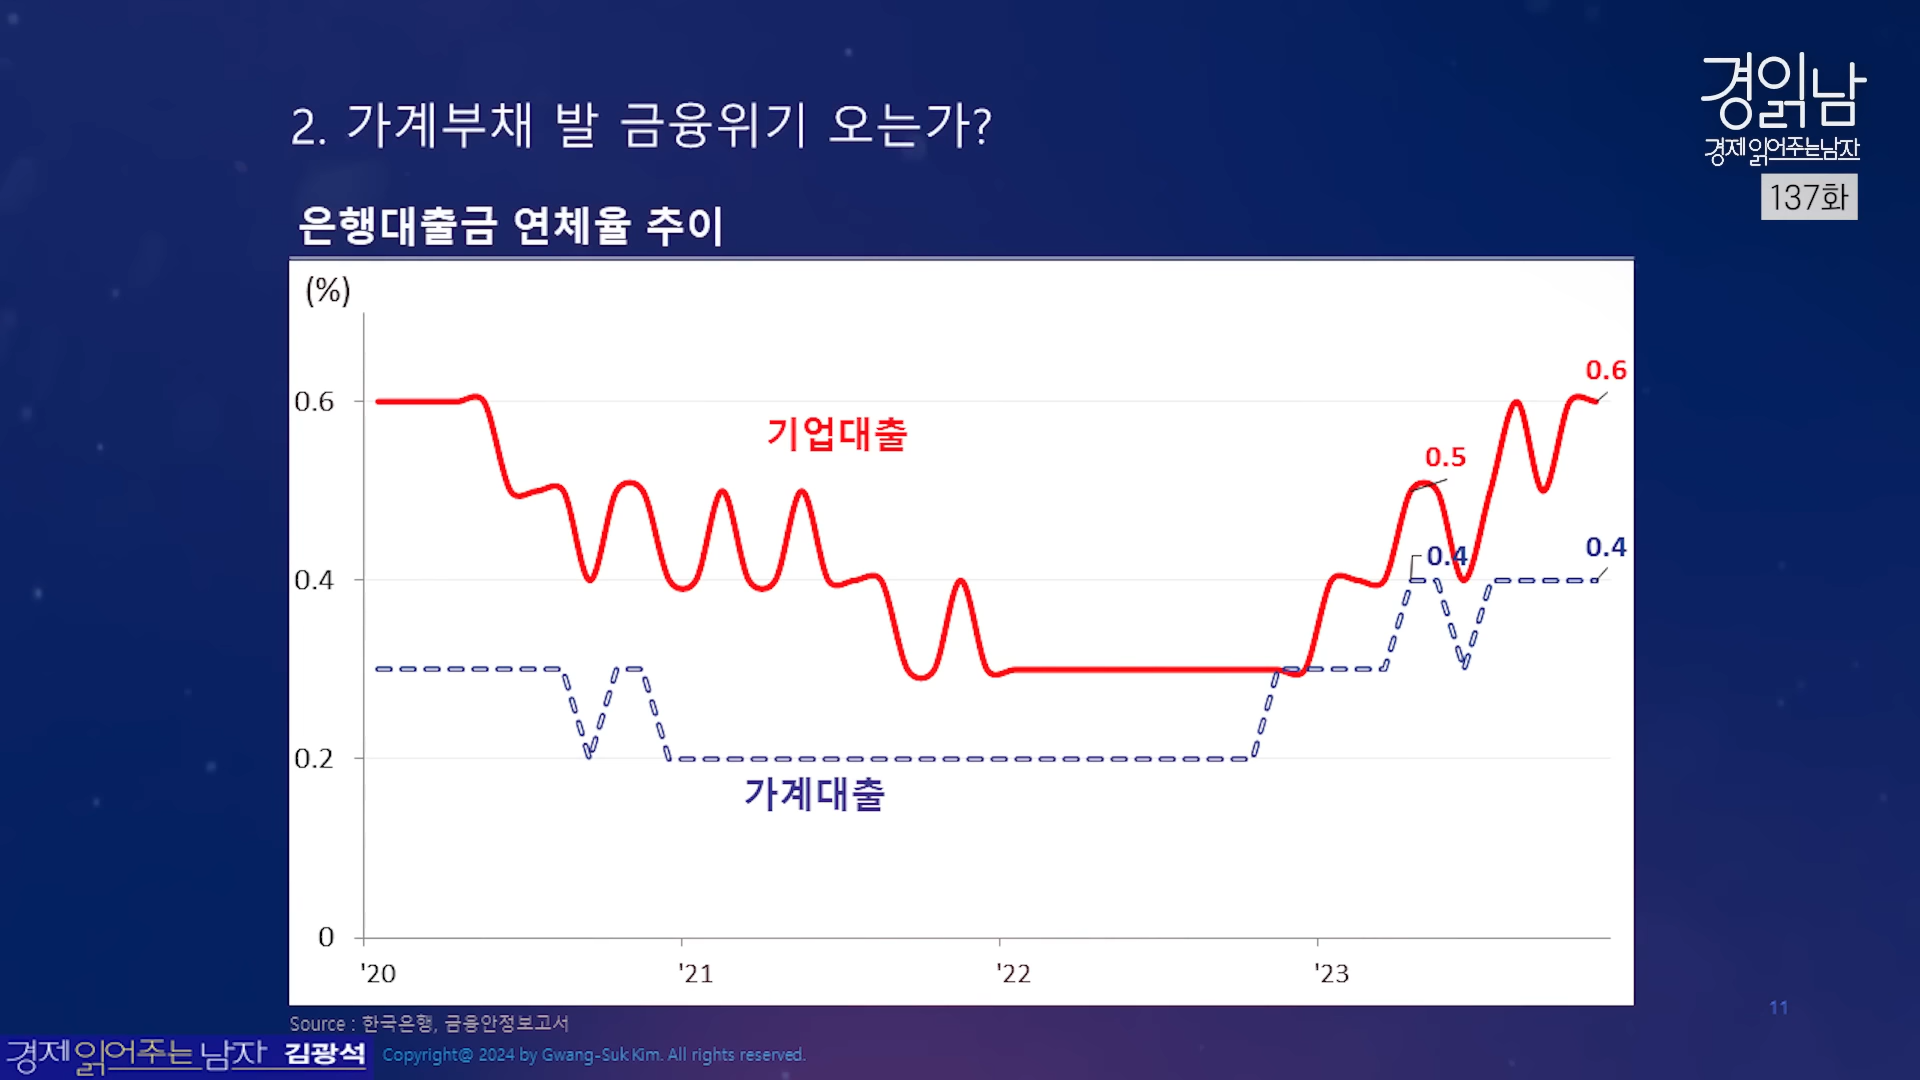 경읽남
경제읽어주는남자
137화
2. 가계부채 발 금융위기 오는가?
은행대출금 연체율 추이
(%)
0.6
0.6
기업대출
0.5
0.4
0.4
0.4
0.2
가계대출
0
'20 '21 '22 '23
11
Source : 한국은행, 금융안정보고서
경제읽어주는남자 김광석 Copyright@ 2024 by Gwang-Suk Kim. All rights reserved.